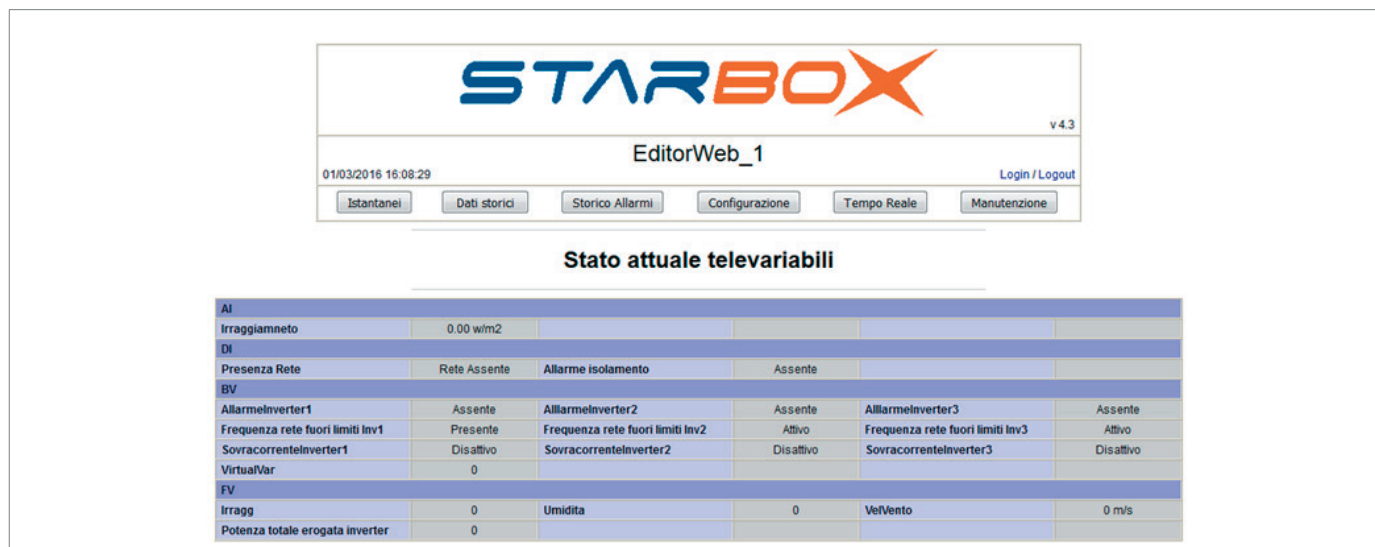 STARBOX
v 4.3
EditorWeb_1
01/03/2016 16:08:29 Login / Logout
Istantanei Dati storici Storico Allarmi Configurazione Tempo Reale Manutenzione
Stato attuale televariabili
AI
Irraggiamneto 0.00 w/m2
DI
Presenza Rete Rete Assente Allarme isolamento Assente
BV
AllarmeInverter1 Assente AlllarmeInverter2 Assente AlllarmeInverter3 Assente
Frequenza rete fuori limiti Inv1 Presente Frequenza rete fuori limiti Inv2 Attivo Frequenza rete fuori limiti Inv3 Attivo
SovracorrenteInverter1 Disattivo SovracorrenteInverter2 Disattivo SovracorrenteInverter3 Disattivo
VirtualVar 0
FV
Irragg 0 Umidita 0 VelVento 0 m/s
Potenza totale erogata inverter 0